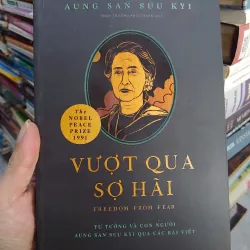 AUNG SAN SUU KYI
THE
NOBEL
PEACE
PRIZE
1991
VƯỢT QUA
SỢ HÃI
FREEDOM FROM FEAR
TƯ TƯỞNG VÀ CON NGƯỜI
AUNG SAN SUU KYI QUA CÁC BÀI VIẾT